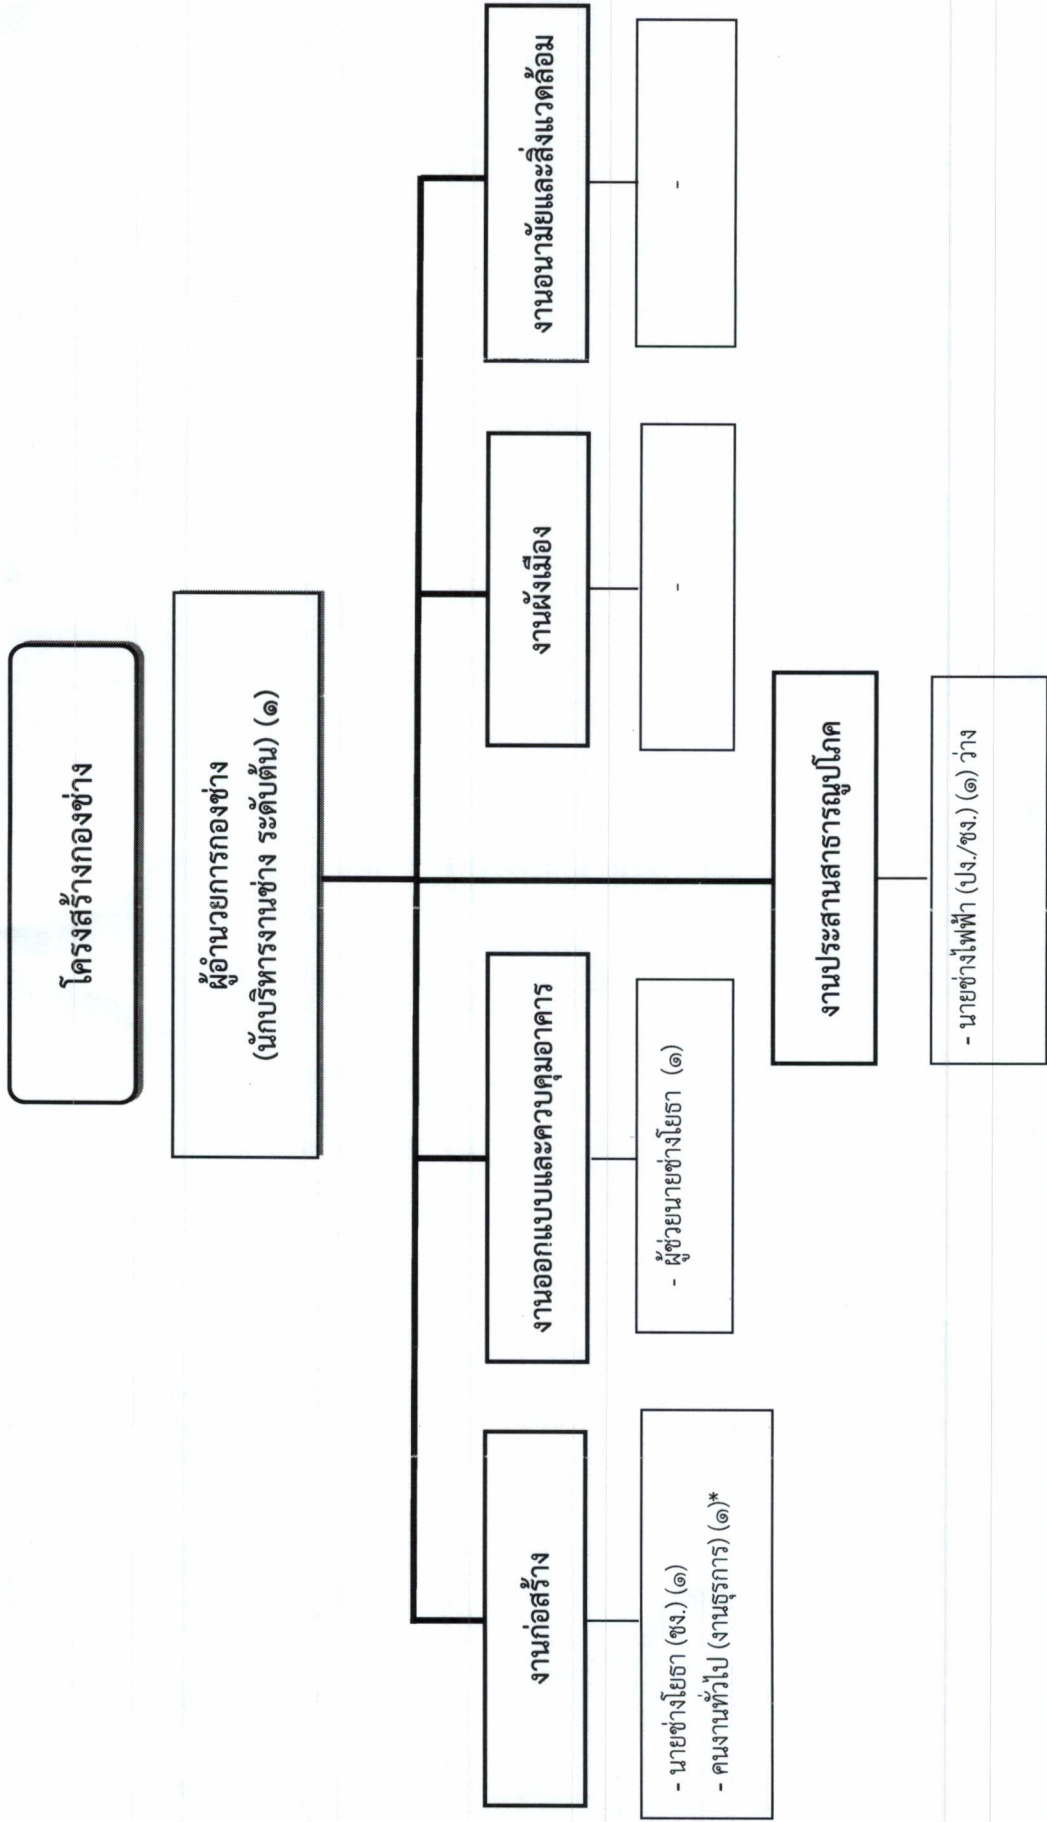 โครงสร้างกองช่าง
ผู้อำนวยการกองช่าง
(นักบริหารงานช่าง ระดับต้น) (๑)
งานก่อสร้าง
งานออกแบบและควบคุมอาคาร
งานผังเมือง
งานอนามัยและสิ่งแวดล้อม
- นายช่างโยธา (ชง.) (๑)
- คนงานทั่วไป (งานธุรการ) (๑)*
- ผู้ช่วยนายช่างโยธา (๑)
-
-
งานประสานสาธารณูปโภค
- นายช่างไฟฟ้า (ปง./ชง.) (๑) ว่าง